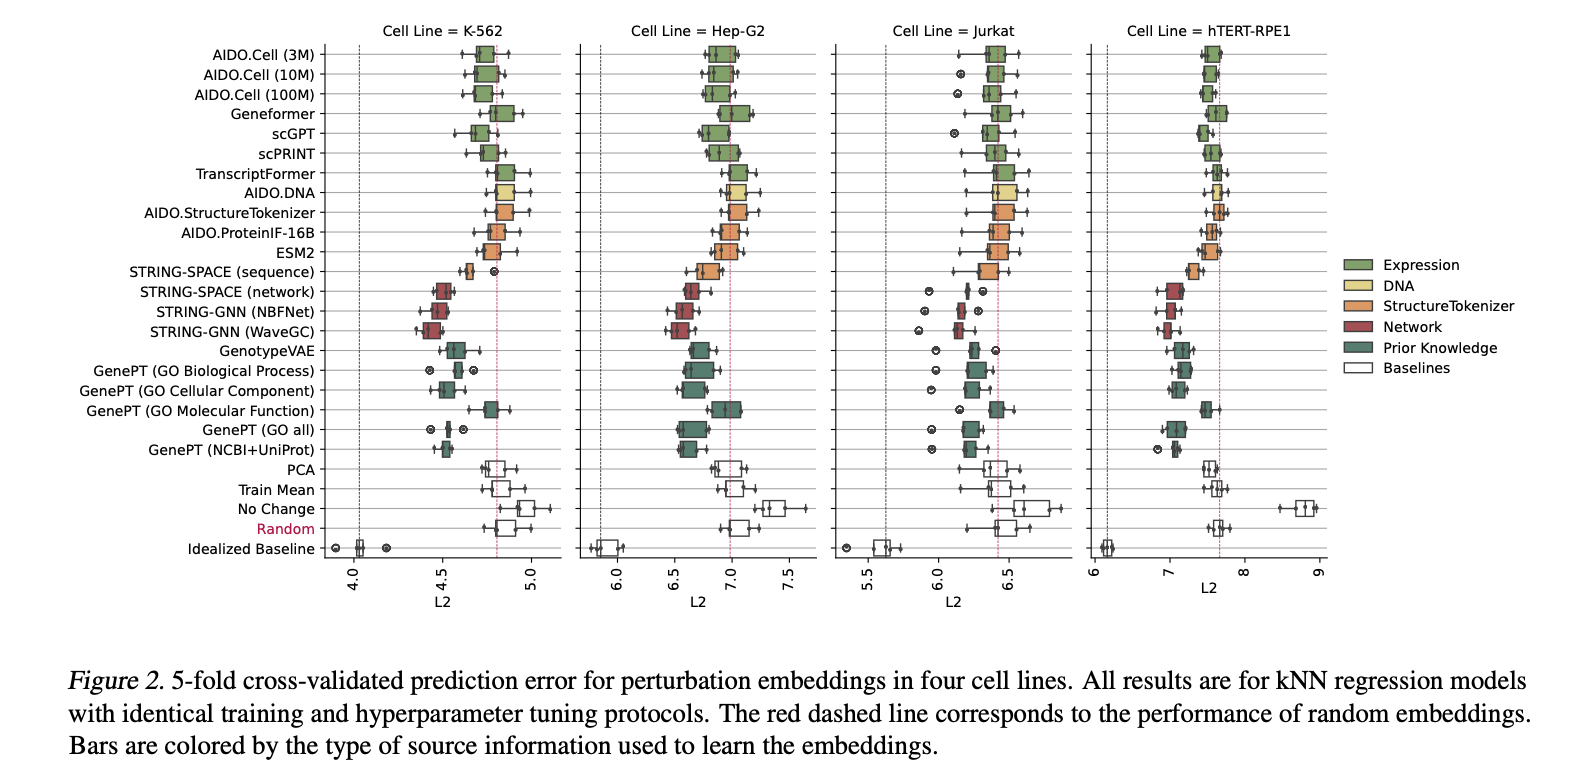 Cell Line = K-562
Cell Line = Hep-G2
Cell Line = Jurkat
Cell Line = hTERT-RPE1
AIDO.Cell (3M)
AIDO.Cell (10M)
AIDO.Cell (100M)
Geneformer
scGPT
scPRINT
TranscriptFormer
AIDO.DNA
AIDO.StructureTokenizer
AIDO.ProteinIF-16B
ESM2
STRING-SPACE (sequence)
STRING-SPACE (network)
STRING-GNN (NBFNet)
STRING-GNN (WaveGC)
GenotypeVAE
GenePT (GO Biological Process)
GenePT (GO Cellular Component)
GenePT (GO Molecular Function)
GenePT (GO all)
GenePT (NCBI+UniProt)
PCA
Train Mean
No Change
Random
Idealized Baseline
4.0 4.5 5.0
L2
6.0 6.5 7.0 7.5
L2
5.5 6.0 6.5
L2
6 7 8 9
L2
Expression
DNA
StructureTokenizer
Network
Prior Knowledge
Baselines
Figure 2. 5-fold cross-validated prediction error for perturbation embeddings in four cell lines. All results are for kNN regression models
with identical training and hyperparameter tuning protocols. The red dashed line corresponds to the performance of random embeddings.
Bars are colored by the type of source information used to learn the embeddings.